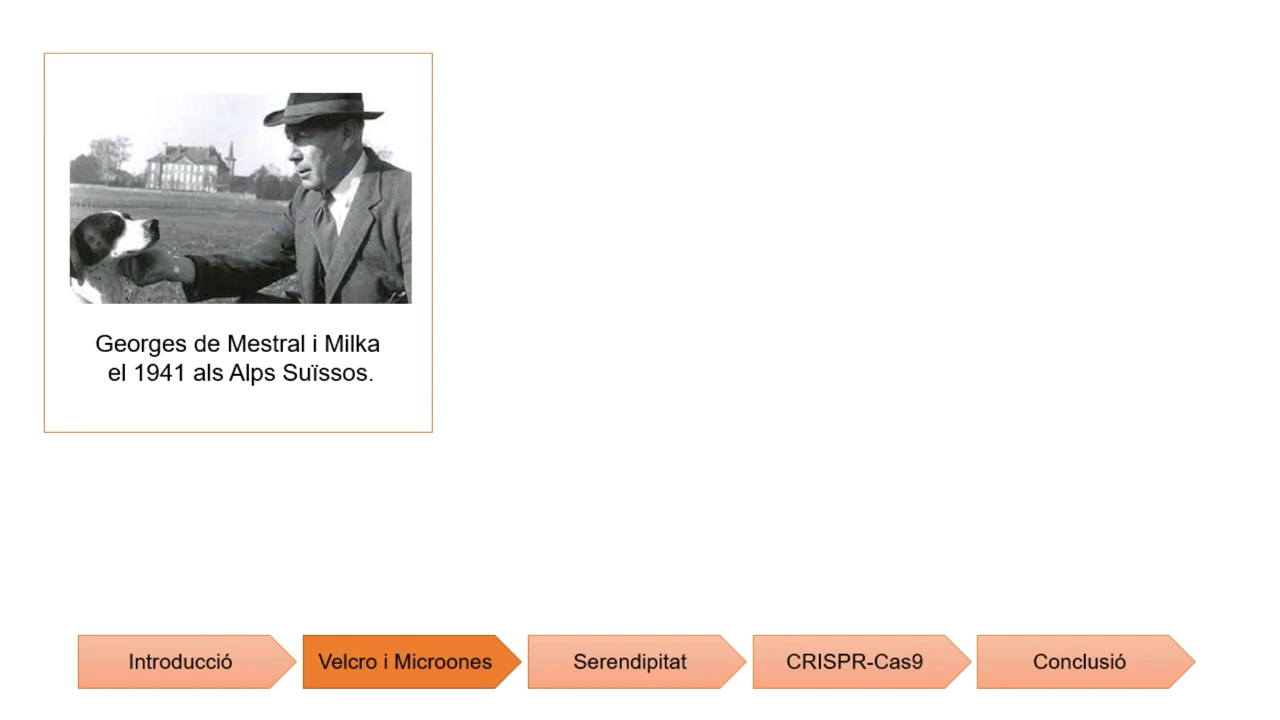 Georges de Mestral i Milka
el 1941 als Alps Suïssos.
Introducció
Velcro i Microones
Serendipitat
CRISPR-Cas9
Conclusió